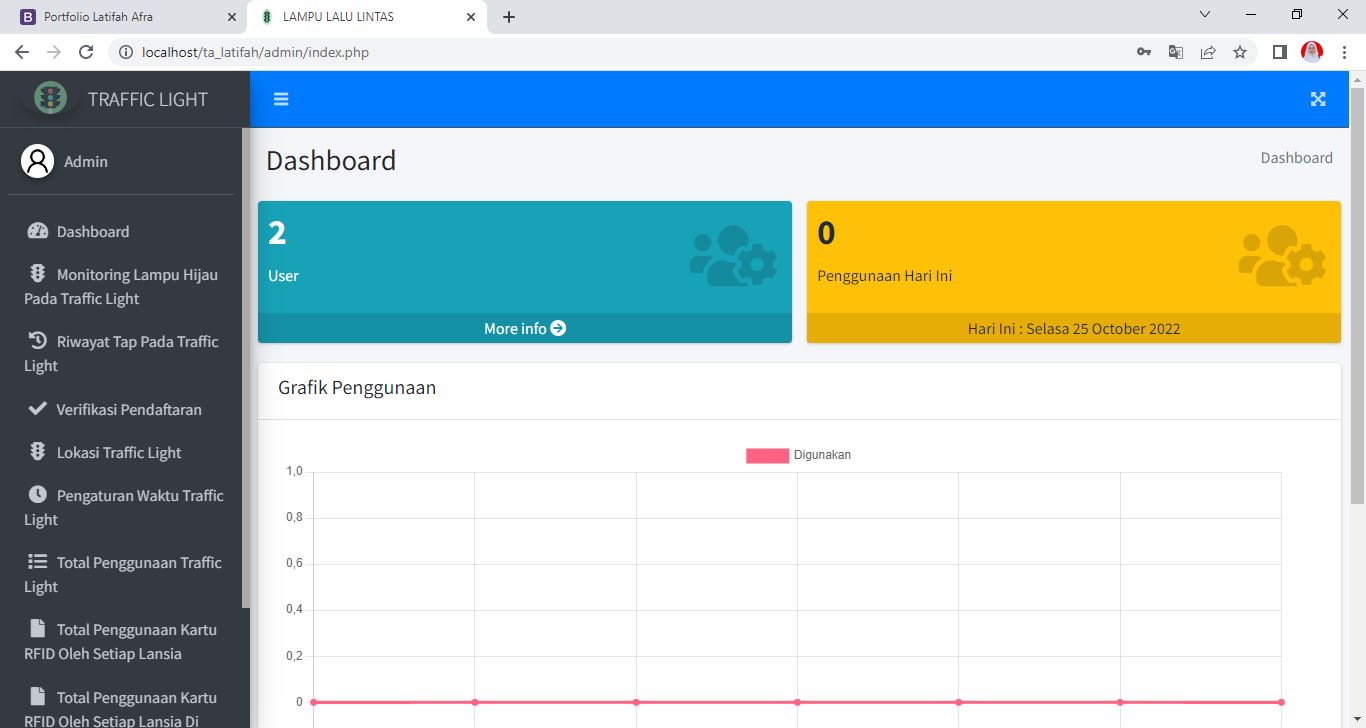 Portfolio Latifah Afra
LAMPU LALU LINTAS
localhost/ta_latifah/admin/index.php
TRAFFIC LIGHT
Admin
Dashboard
Monitoring Lampu Hijau
Pada Traffic Light
Riwayat Tap Pada Traffic
Light
Verifikasi Pendaftaran
Lokasi Traffic Light
Pengaturan Waktu Traffic
Light
Total Penggunaan Traffic
Light
Total Penggunaan Kartu
RFID Oleh Setiap Lansia
Total Penggunaan Kartu
RFID Oleh Setiap Lansia Di
Dashboard
Dashboard
2
User
More info
0
Penggunaan Hari Ini
Hari Ini : Selasa 25 October 2022
Grafik Penggunaan
Digunakan
1,0
0,8
0,6
0,4
0,2
0